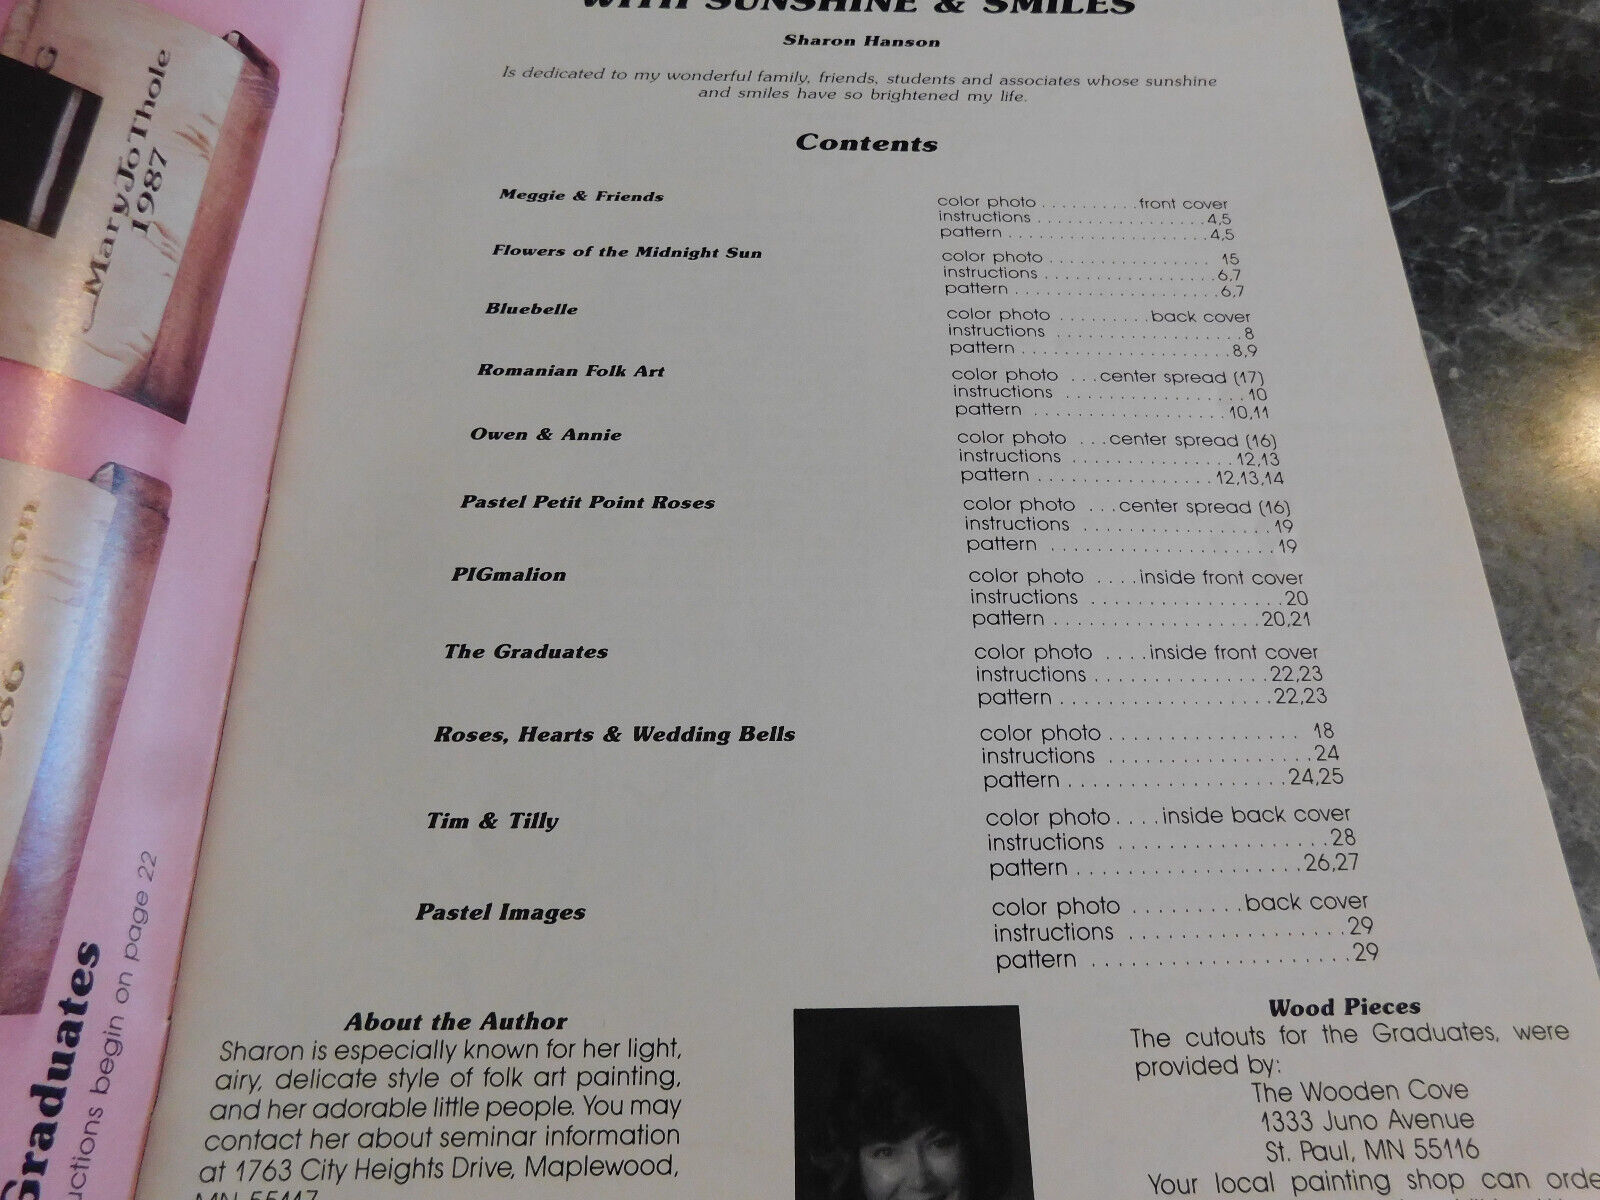 WITH SUNSHINE & SMILES
Sharon Hanson
Is dedicated to my wonderful family, friends, students and associates whose sunshine
and smiles have so brightened my life.
Contents
Meggie & Friends
color photo . . . . . . . . . . front cover
instructions . . . . . . . . . . . . . . . . . 4,5
pattern . . . . . . . . . . . . . . . . . . . . 4,5
Flowers of the Midnight Sun
color photo . . . . . . . . . . . . . . . . 15
instructions . . . . . . . . . . . . . . . . . 6,7
pattern . . . . . . . . . . . . . . . . . . . . 6,7
Bluebelle
color photo . . . . . . . . . back cover
instructions . . . . . . . . . . . . . . . . . . 8
pattern . . . . . . . . . . . . . . . . . . . . 8,9
Romanian Folk Art
color photo . . . center spread (17)
instructions . . . . . . . . . . . . . . . . . 10
pattern . . . . . . . . . . . . . . . . . . 10,11
Owen & Annie
color photo . . . center spread (16)
instructions . . . . . . . . . . . . . . . 12,13
pattern . . . . . . . . . . . . . . . . 12,13,14
Pastel Petit Point Roses
color photo . . . center spread (16)
instructions . . . . . . . . . . . . . . . . . 19
pattern . . . . . . . . . . . . . . . . . . . . 19
PIGmalion
color photo . . . . inside front cover
instructions . . . . . . . . . . . . . . . . . 20
pattern . . . . . . . . . . . . . . . . . . 20,21
The Graduates
color photo . . . . inside front cover
instructions . . . . . . . . . . . . . . . 22,23
pattern . . . . . . . . . . . . . . . . . . 22,23
Roses, Hearts & Wedding Bells
color photo . . . . . . . . . . . . . . . . 18
instructions . . . . . . . . . . . . . . . . . 24
pattern . . . . . . . . . . . . . . . . . . 24,25
Tim & Tilly
color photo . . . . inside back cover
instructions . . . . . . . . . . . . . . . . . 28
pattern . . . . . . . . . . . . . . . . . . 26,27
Pastel Images
color photo . . . . . . . . . back cover
instructions . . . . . . . . . . . . . . . . . 29
pattern . . . . . . . . . . . . . . . . . . . . 29
About the Author
Sharon is especially known for her light,
airy, delicate style of folk art painting,
and her adorable little people. You may
contact her about seminar information
at 1763 City Heights Drive, Maplewood,
MN 55117
Wood Pieces
The cutouts for the Graduates, were
provided by:
The Wooden Cove
1333 Juno Avenue
St. Paul, MN 55116
Your local painting shop can orde
Mary Jo Thole
1987
Graduates
uctions begin on page 22